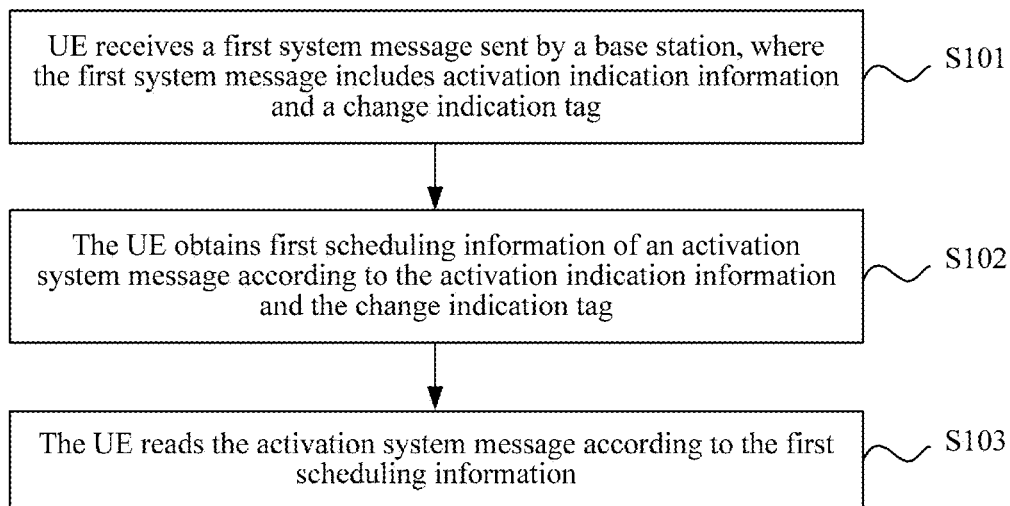 UE receives a first system message sent by a base station, where
the first system message includes activation indication information
and a change indication tag
S101
The UE obtains first scheduling information of an activation
system message according to the activation indication information
and the change indication tag
S102
The UE reads the activation system message according to the first
scheduling information
S103